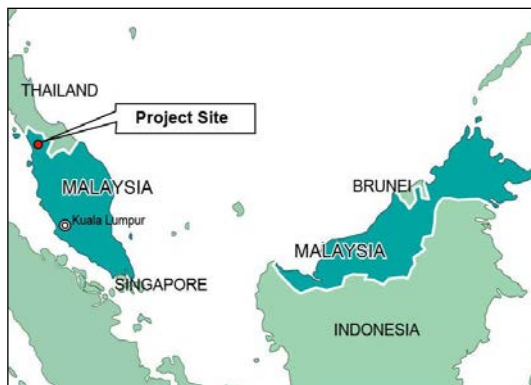 THAILAND
Project Site
MALAYSIA
Kuala Lumpur
SINGAPORE
BRUNEI
MALAYSIA
INDONESIA